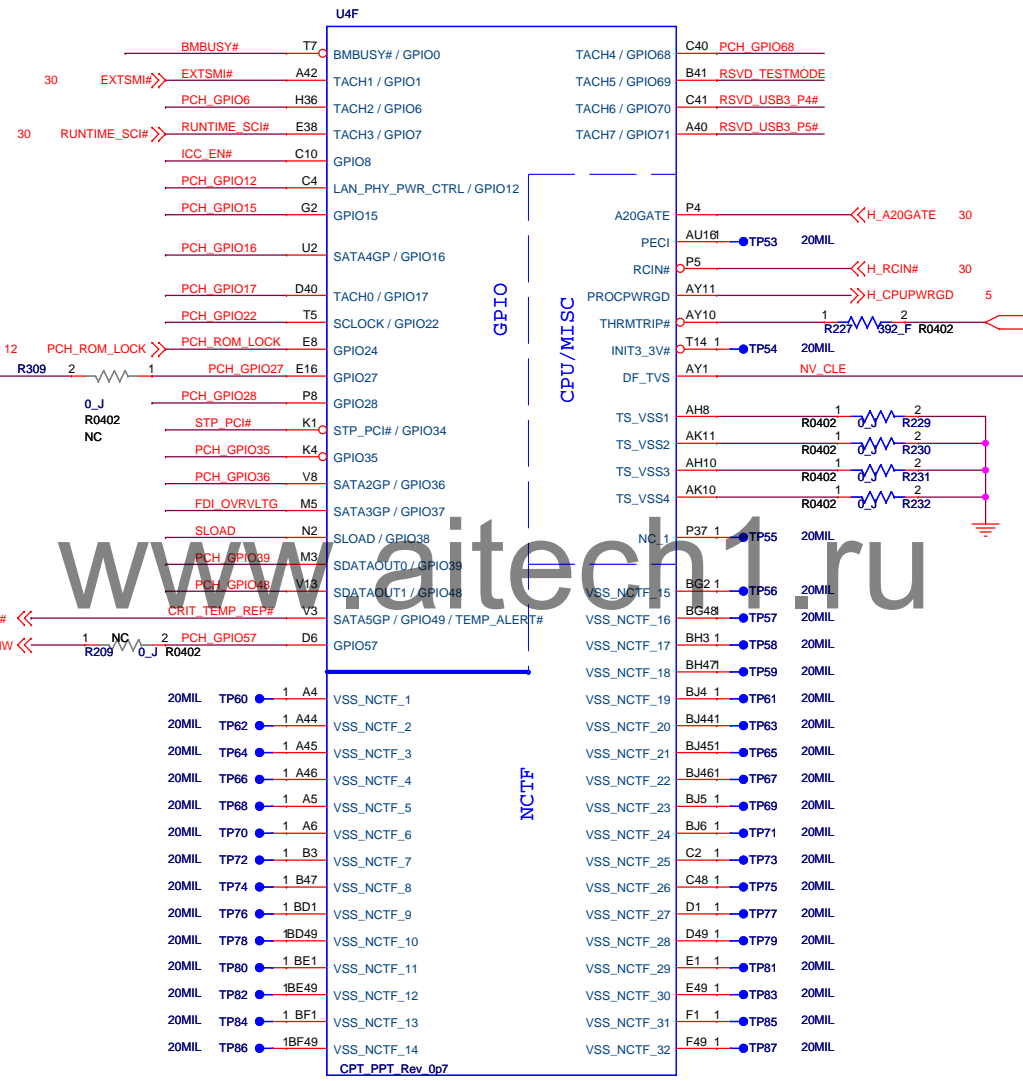 U4F
BMBUSY# T7 BMBUSY# / GPIO0 TACH4 / GPIO68 C40 PCH_GPIO68
30 EXTSMI# EXTSMI# A42 TACH1 / GPIO1 TACH5 / GPIO69 B41 RSVD_TESTMODE
PCH_GPIO6 H36 TACH2 / GPIO6 TACH6 / GPIO70 C41 RSVD_USB3_P4#
30 RUNTIME_SCI# RUNTIME_SCI# E38 TACH3 / GPIO7 TACH7 / GPIO71 A40 RSVD_USB3_P5#
ICC_EN# C10 GPIO8
PCH_GPIO12 C4 LAN_PHY_PWR_CTRL / GPIO12
PCH_GPIO15 G2 GPIO15 A20GATE P4 H_A20GATE 30
PECI AU16 1 TP53 20MIL
PCH_GPIO16 U2 SATA4GP / GPIO16 RCIN# P5 H_RCIN# 30
PCH_GPIO17 D40 TACH0 / GPIO17 PROCPWRGD AY11 H_CPUPWRGD 5
GPIO
CPU/MISC
PCH_GPIO22 T5 SCLOCK / GPIO22 THRMTRIP# AY10 1 R227 392_F 2 R0402
12 PCH_ROM_LOCK PCH_ROM_LOCK E8 GPIO24 INIT3_3V# T14 1 TP54 20MIL
R309 2 1 PCH_GPIO27 E16 GPIO27 DF_TVS AY1 NV_CLE
0_J
R0402
NC
PCH_GPIO28 P8 GPIO28
TS_VSS1 AH8 R0402 1 0_J 2 R229
STP_PCI# K1 STP_PCI# / GPIO34
TS_VSS2 AK11 R0402 1 0_J 2 R230
PCH_GPIO35 K4 GPIO35
TS_VSS3 AH10 R0402 1 0_J 2 R231
PCH_GPIO36 V8 SATA2GP / GPIO36
TS_VSS4 AK10 R0402 1 0_J 2 R232
FDI_OVRVLTG M5 SATA3GP / GPIO37
SLOAD N2 SLOAD / GPIO38 NC_1 P37 1 TP55 20MIL
www.aitech1.ru
PCH_GPIO39 M3 SDATAOUT0 / GPIO39
PCH_GPIO48 V13 SDATAOUT1 / GPIO48 VSS_NCTF_15 BG2 1 TP56 20MIL
# CRIT_TEMP_REP# V3 SATA5GP / GPIO49 / TEMP_ALERT# VSS_NCTF_16 BG48 1 TP57 20MIL
W 1 R209 NC 0_J 2 R0402 PCH_GPIO57 D6 GPIO57 VSS_NCTF_17 BH3 1 TP58 20MIL
VSS_NCTF_18 BH47 1 TP59 20MIL
20MIL TP60 1 A4 VSS_NCTF_1 VSS_NCTF_19 BJ4 1 TP61 20MIL
20MIL TP62 1 A44 VSS_NCTF_2 VSS_NCTF_20 BJ44 1 TP63 20MIL
20MIL TP64 1 A45 VSS_NCTF_3 VSS_NCTF_21 BJ45 1 TP65 20MIL
20MIL TP66 1 A46 VSS_NCTF_4 VSS_NCTF_22 BJ46 1 TP67 20MIL
NCTF
20MIL TP68 1 A5 VSS_NCTF_5 VSS_NCTF_23 BJ5 1 TP69 20MIL
20MIL TP70 1 A6 VSS_NCTF_6 VSS_NCTF_24 BJ6 1 TP71 20MIL
20MIL TP72 1 B3 VSS_NCTF_7 VSS_NCTF_25 C2 1 TP73 20MIL
20MIL TP74 1 B47 VSS_NCTF_8 VSS_NCTF_26 C48 1 TP75 20MIL
20MIL TP76 1 BD1 VSS_NCTF_9 VSS_NCTF_27 D1 1 TP77 20MIL
20MIL TP78 1 BD49 VSS_NCTF_10 VSS_NCTF_28 D49 1 TP79 20MIL
20MIL TP80 1 BE1 VSS_NCTF_11 VSS_NCTF_29 E1 1 TP81 20MIL
20MIL TP82 1 BE49 VSS_NCTF_12 VSS_NCTF_30 E49 1 TP83 20MIL
20MIL TP84 1 BF1 VSS_NCTF_13 VSS_NCTF_31 F1 1 TP85 20MIL
20MIL TP86 1 BF49 VSS_NCTF_14 VSS_NCTF_32 F49 1 TP87 20MIL
CPT_PPT_Rev_0p7